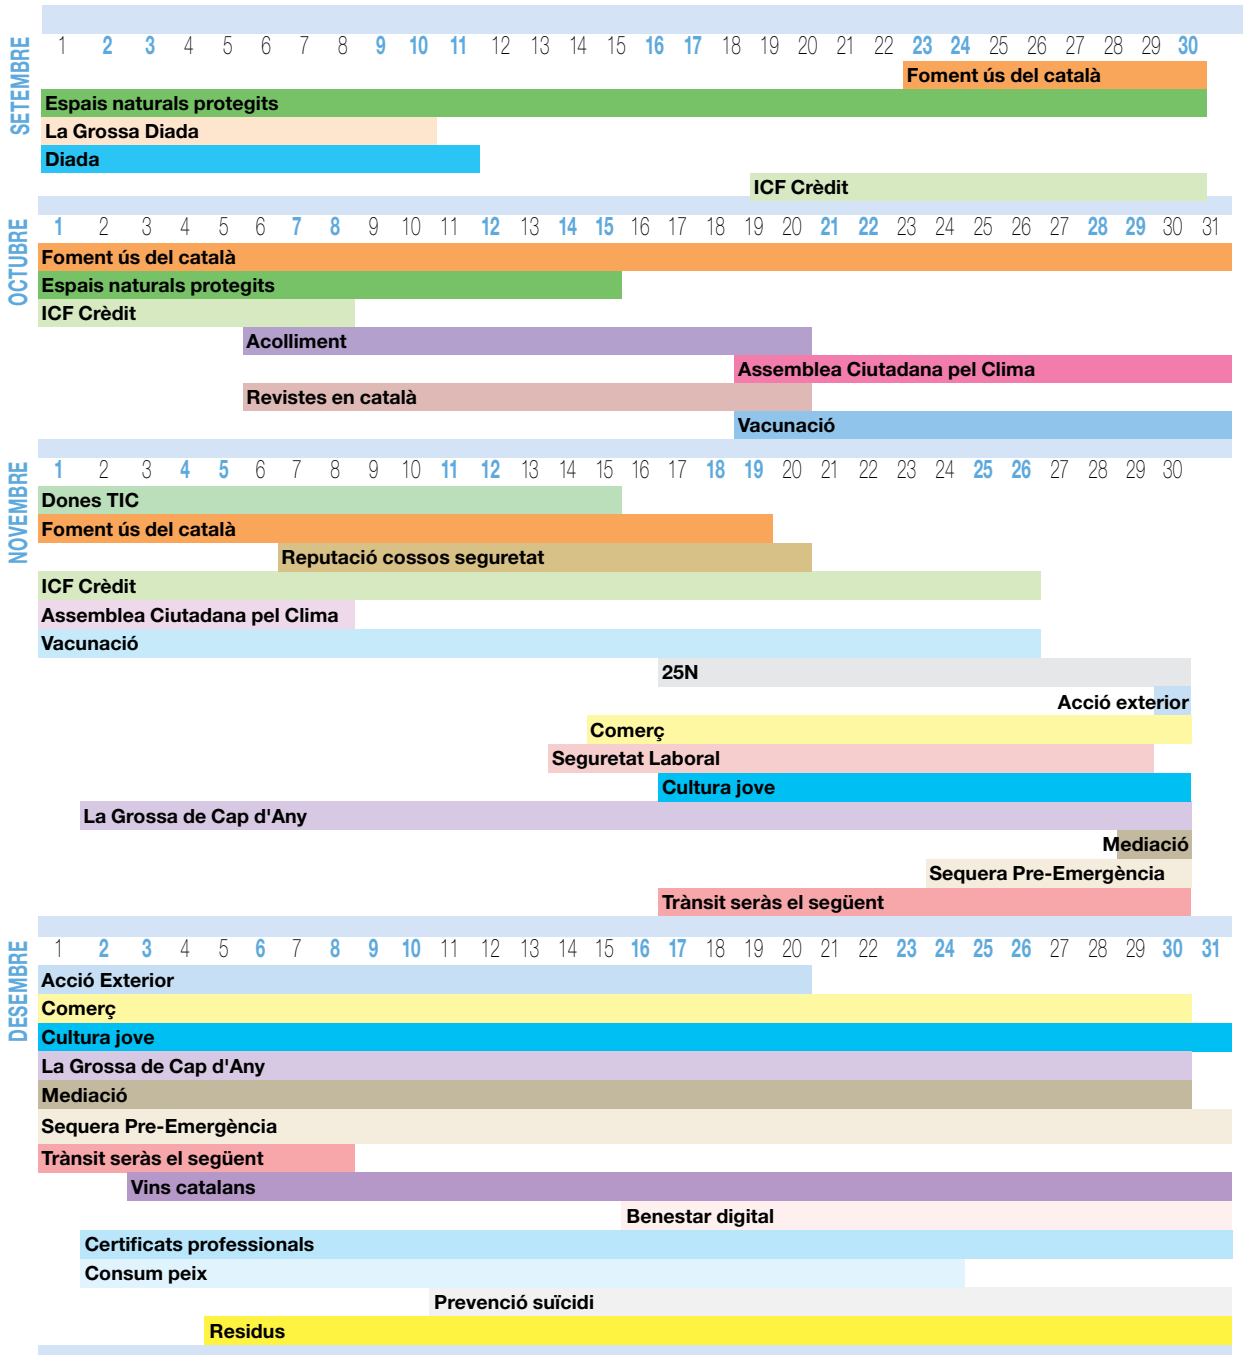 SETEMBRE
1 2 3 4 5 6 7 8 9 10 11 12 13 14 15 16 17 18 19 20 21 22 23 24 25 26 27 28 29 30
Foment ús del català
Espais naturals protegits
La Grossa Diada
Diada
ICF Crèdit
OCTUBRE
1 2 3 4 5 6 7 8 9 10 11 12 13 14 15 16 17 18 19 20 21 22 23 24 25 26 27 28 29 30 31
Foment ús del català
Espais naturals protegits
ICF Crèdit
Acolliment
Assemblea Ciutadana pel Clima
Revistes en català
Vacunació
NOVEMBRE
1 2 3 4 5 6 7 8 9 10 11 12 13 14 15 16 17 18 19 20 21 22 23 24 25 26 27 28 29 30
Dones TIC
Foment ús del català
Reputació cossos seguretat
ICF Crèdit
Assemblea Ciutadana pel Clima
Vacunació
25N
Acció exterior
Comerç
Seguretat Laboral
Cultura jove
La Grossa de Cap d'Any
Mediació
Sequera Pre-Emergència
Trànsit seràs el següent
DESEMBRE
1 2 3 4 5 6 7 8 9 10 11 12 13 14 15 16 17 18 19 20 21 22 23 24 25 26 27 28 29 30 31
Acció Exterior
Comerç
Cultura jove
La Grossa de Cap d'Any
Mediació
Sequera Pre-Emergència
Trànsit seràs el següent
Vins catalans
Benestar digital
Certificats professionals
Consum peix
Prevenció suïcidi
Residus